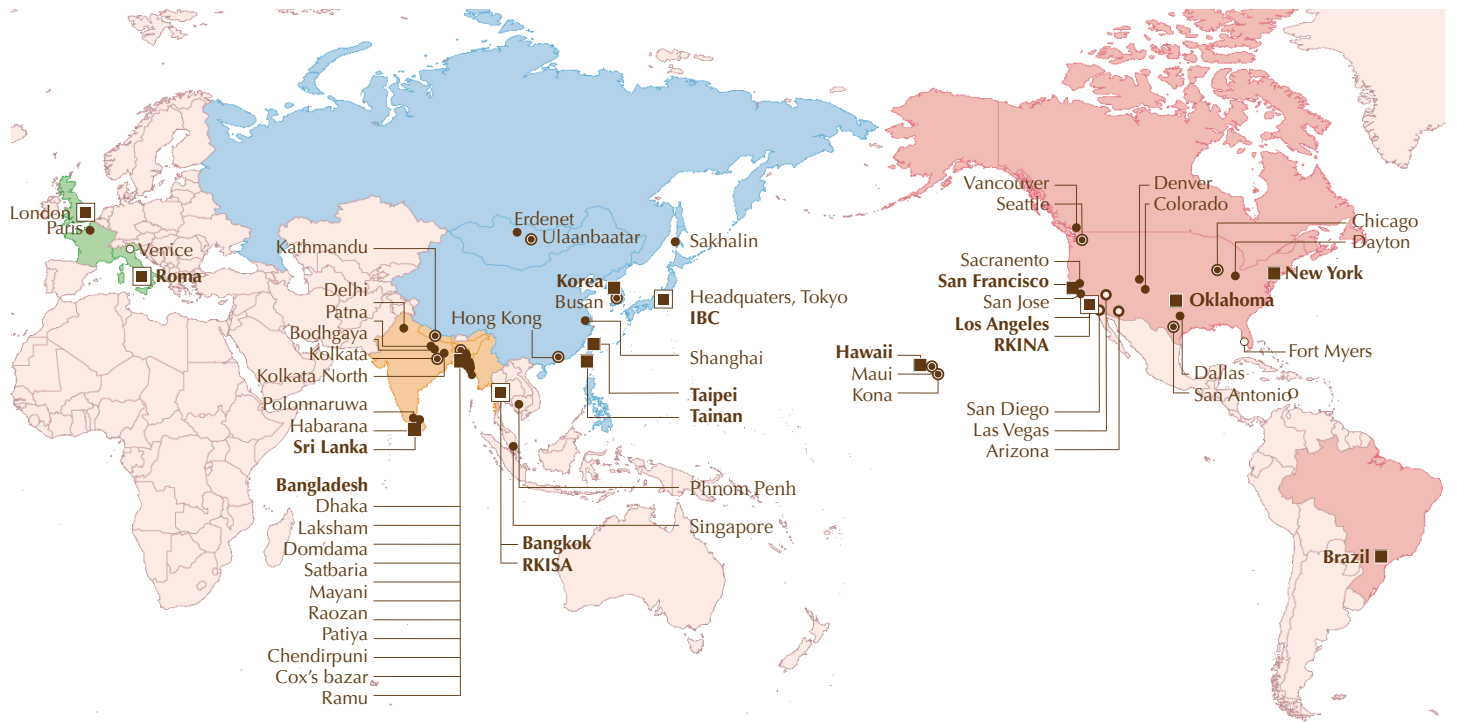 London
Paris
Venice
Roma
Kathmandu
Delhi
Patna
Bodhgaya
Kolkata
Kolkata North
Polonnaruwa
Habarana
Sri Lanka
Bangladesh
Dhaka
Laksham
Domdama
Satbaria
Mayani
Raozan
Patiya
Chendirpuni
Cox's bazar
Ramu
Erdenet
Ulaanbaatar
Sakhalin
Korea
Busan
Hong Kong
Headquaters, Tokyo
IBC
Shanghai
Taipei
Tainan
Phnom Penh
Singapore
Bangkok
RKISA
Hawaii
Maui
Kona
Vancouver
Seattle
Sacranento
San Francisco
San Jose
Los Angeles
RKINA
San Diego
Las Vegas
Arizona
Denver
Colorado
Chicago
Dayton
New York
Oklahoma
Fort Myers
Dallas
San Antonio
Brazil